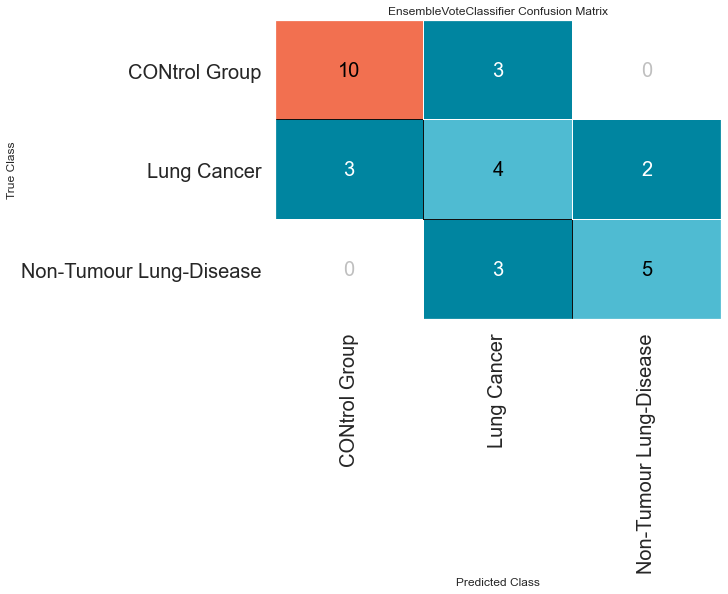 EnsembleVoteClassifier Confusion Matrix
CONtrol Group
10
3
0
Lung Cancer
3
4
2
Non-Tumour Lung-Disease
0
3
5
True Class
CONtrol Group
Lung Cancer
Non-Tumour Lung-Disease
Predicted Class